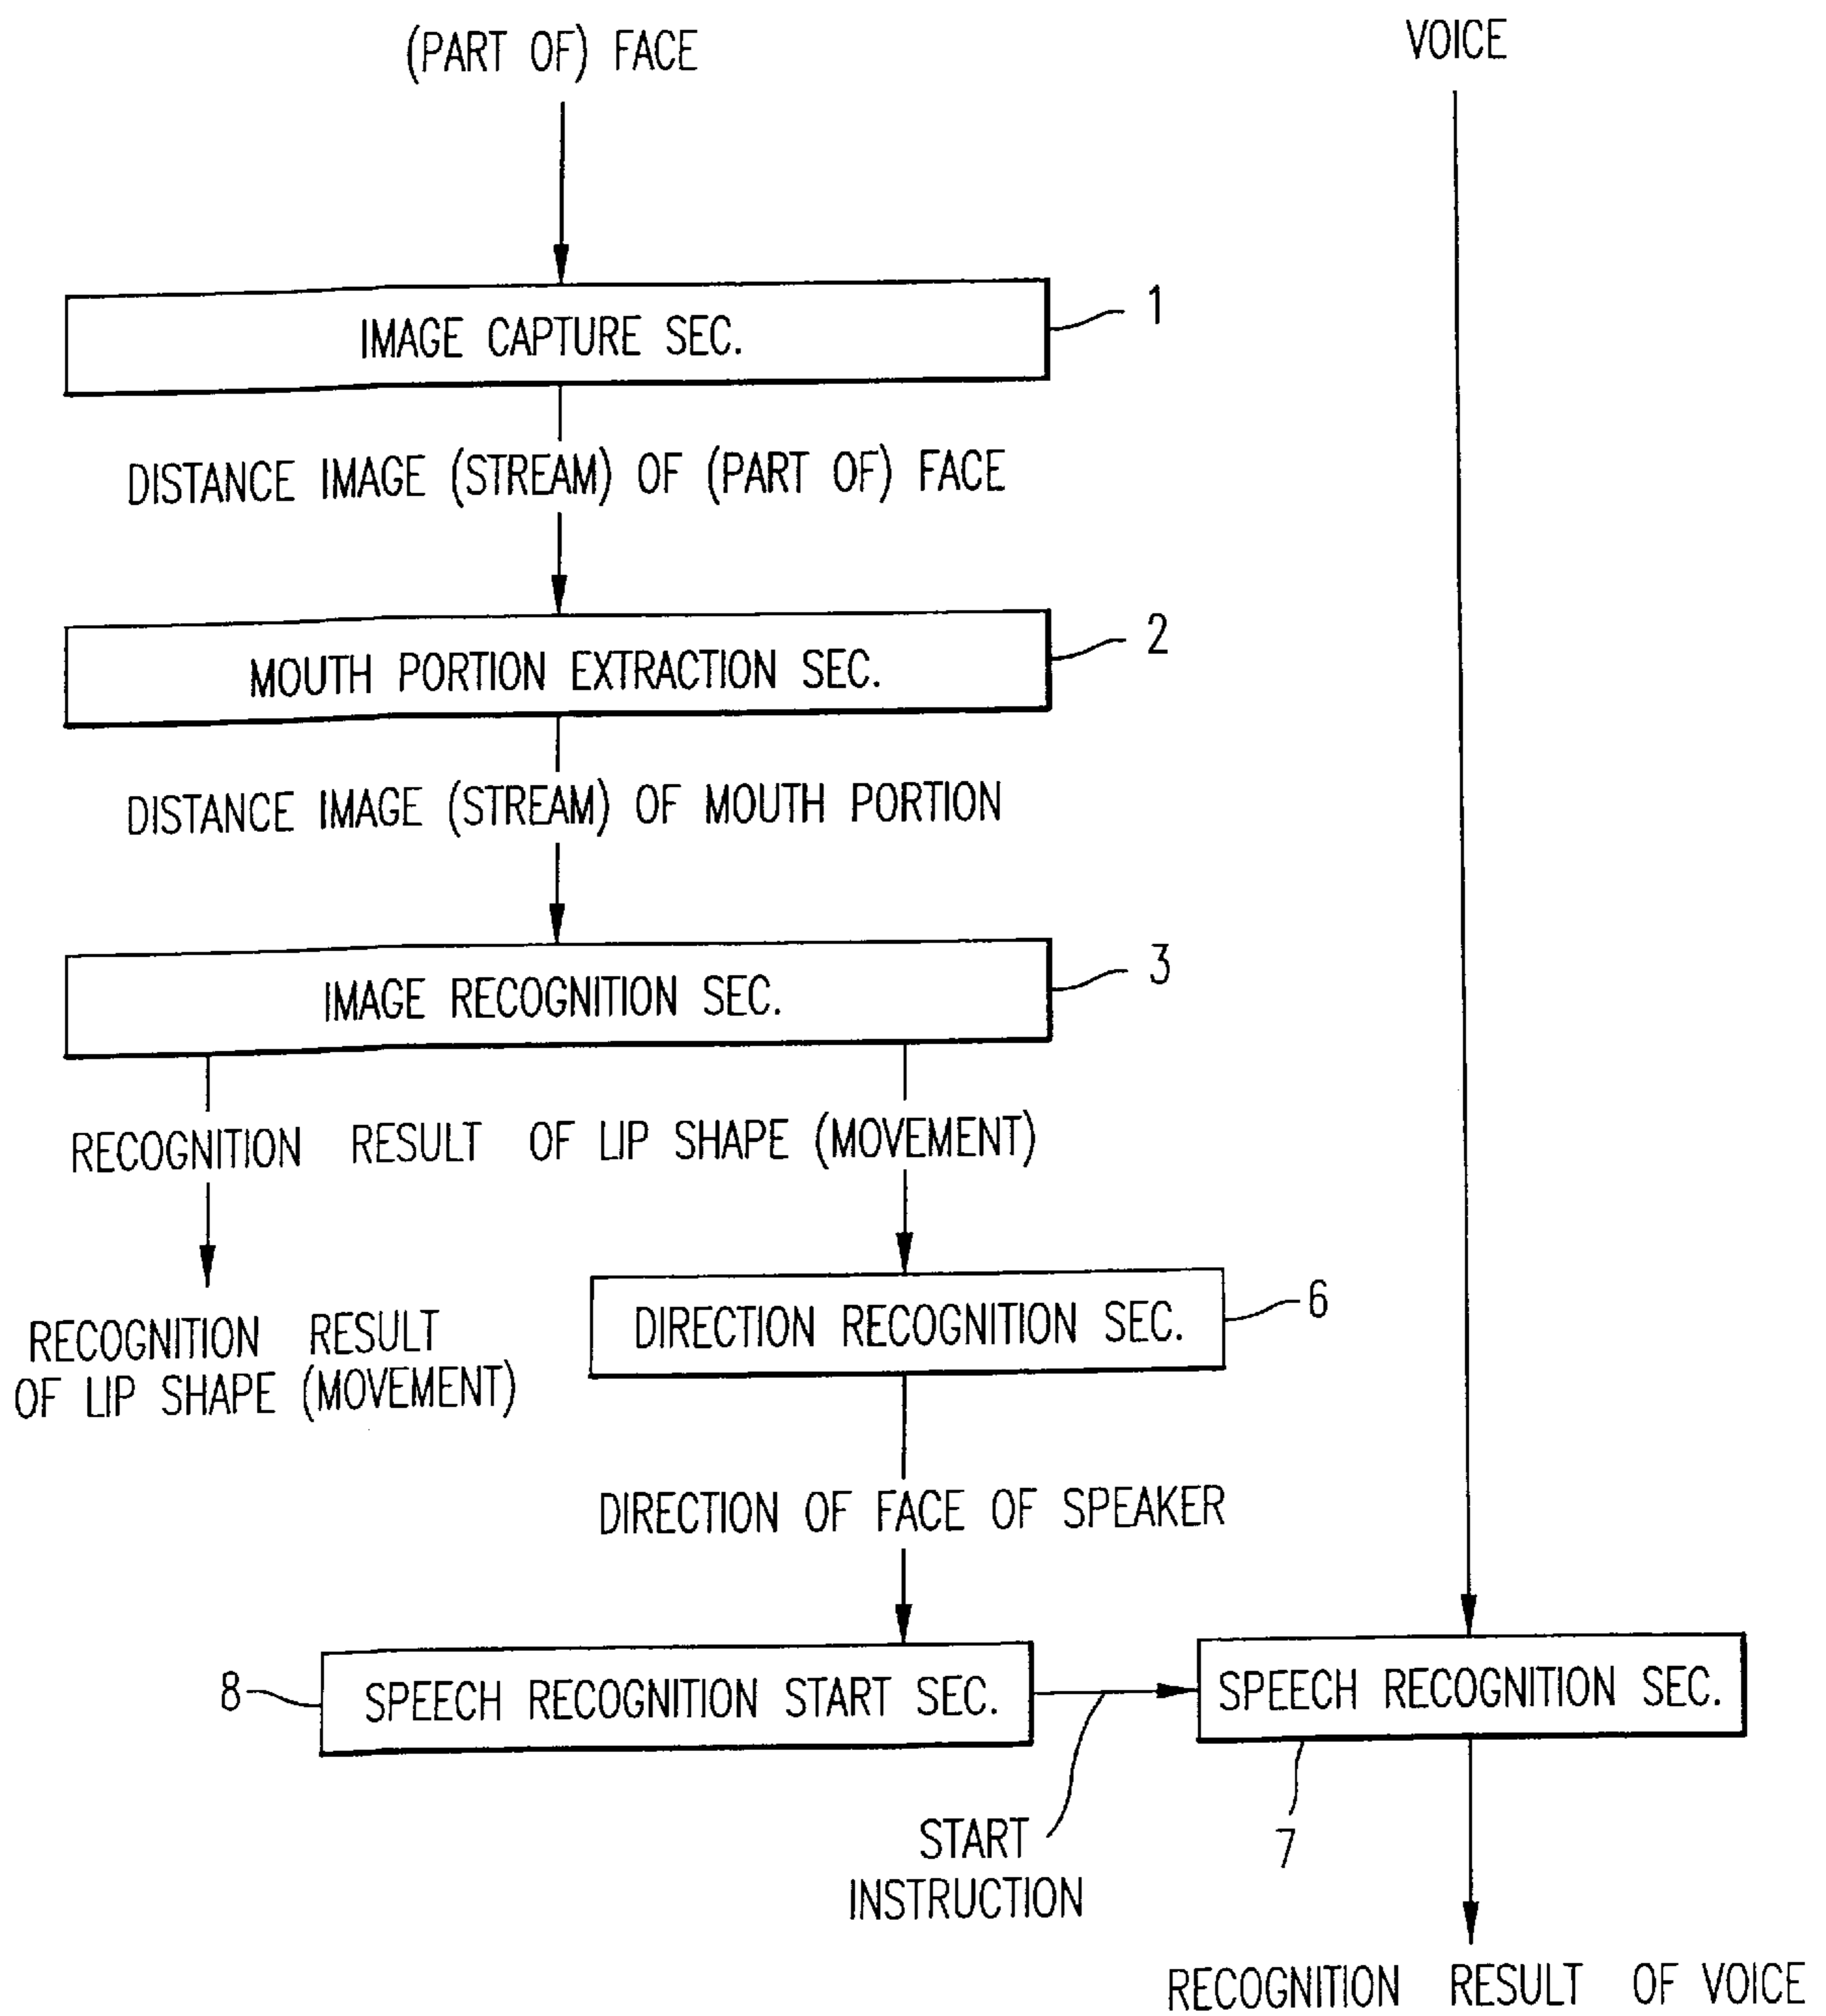 (PART OF) FACE
VOICE
IMAGE CAPTURE SEC.
1
DISTANCE IMAGE (STREAM) OF (PART OF) FACE
MOUTH PORTION EXTRACTION SEC.
2
DISTANCE IMAGE (STREAM) OF MOUTH PORTION
IMAGE RECOGNITION SEC.
3
RECOGNITION RESULT OF LIP SHAPE (MOVEMENT)
RECOGNITION RESULT
OF LIP SHAPE (MOVEMENT)
DIRECTION RECOGNITION SEC.
6
DIRECTION OF FACE OF SPEAKER
8
SPEECH RECOGNITION START SEC.
SPEECH RECOGNITION SEC.
START
INSTRUCTION
7
RECOGNITION RESULT OF VOICE